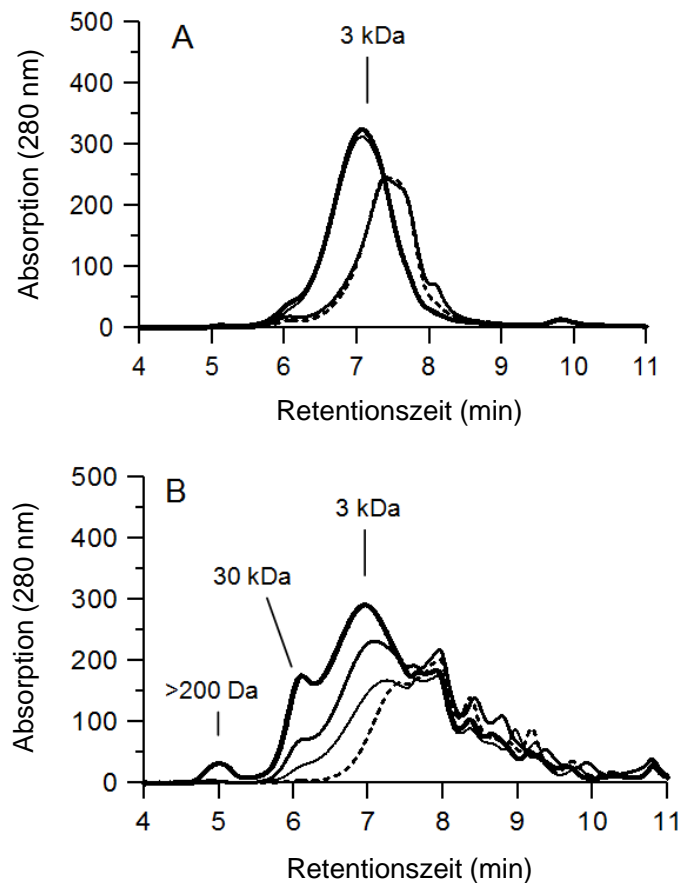 A
3 kDa
500
400
300
200
100
0
Absorption (280 nm)
4 5 6 7 8 9 10 11
Retentionszeit (min)
B
3 kDa
30 kDa
>200 Da
500
400
300
200
100
0
Absorption (280 nm)
4 5 6 7 8 9 10 11
Retentionszeit (min)